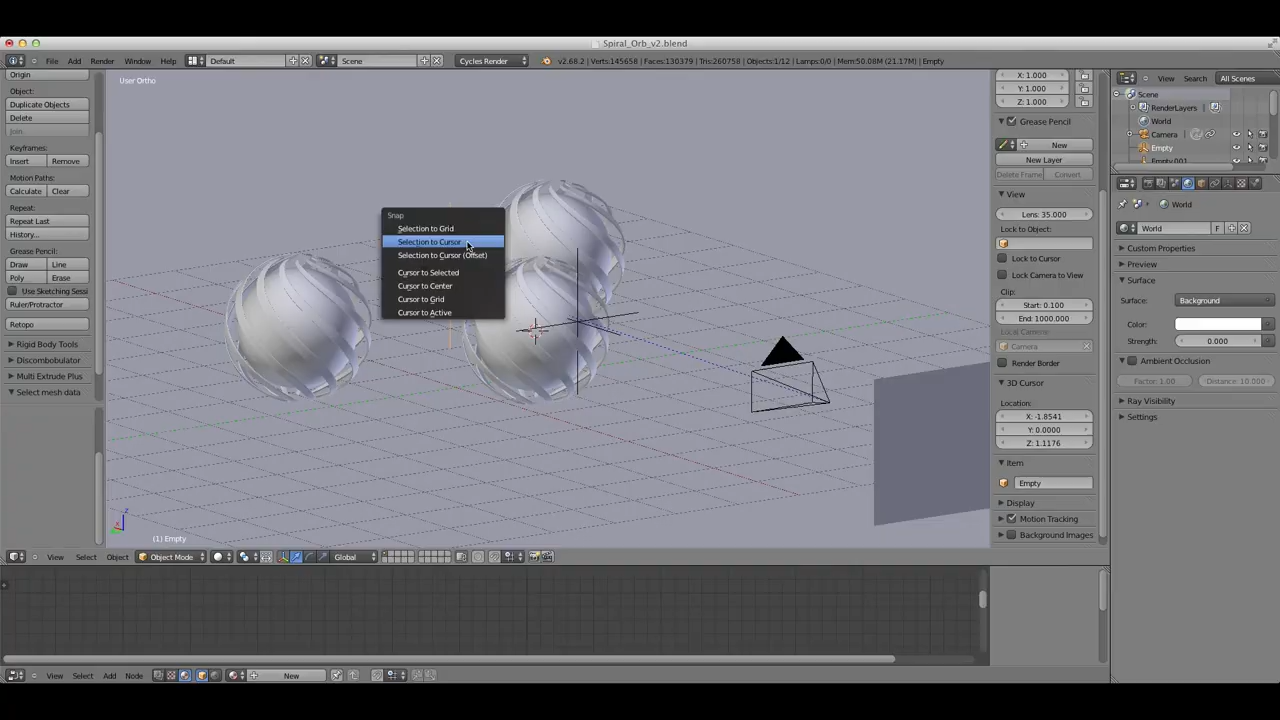 Spiral_Orb_v2.blend
File Add Render Window Help Default Scene Cycles Render v2.68.2 | Verts:145658 | Faces:130379 | Tris:260758 | Objects:1/12 | Lamps:0/0 | Mem:50.08M (21.17M) | Empty
User Ortho
Origin
Object:
Duplicate Objects
Delete
Join
Keyframes:
Insert Remove
Motion Paths:
Calculate Clear
Repeat:
Repeat Last
History...
Grease Pencil:
Draw Line
Poly Erase
Use Sketching Sessi
Ruler/Protractor
Retopo
Rigid Body Tools
Discombobulator
Multi Extrude Plus
Select mesh data
Snap
Selection to Grid
Selection to Cursor
Selection to Cursor (Offset)
Cursor to Selected
Cursor to Center
Cursor to Grid
Cursor to Active
(1) Empty
View Select Object Object Mode Global
X: 1.000
Y: 1.000
Z: 1.000
Grease Pencil
New
New Layer
Delete Frame Convert
View
Lens: 35.000
Lock to Object:
Lock to Cursor
Lock Camera to View
Clip:
Start: 0.100
End: 1000.000
Local Camera:
Camera
Render Border
3D Cursor
Location:
X: -1.8541
Y: 0.0000
Z: 1.1176
Item
Empty
Display
Motion Tracking
Background Images
View Search All Scenes
Scene
RenderLayers
World
Camera
Empty
Empty.001
World
World F
Custom Properties
Preview
Surface
Surface: Background
Color:
Strength: 0.000
Ambient Occlusion
Factor: 1.00 Distance: 10.000
Ray Visibility
Settings
View Select Add Node New